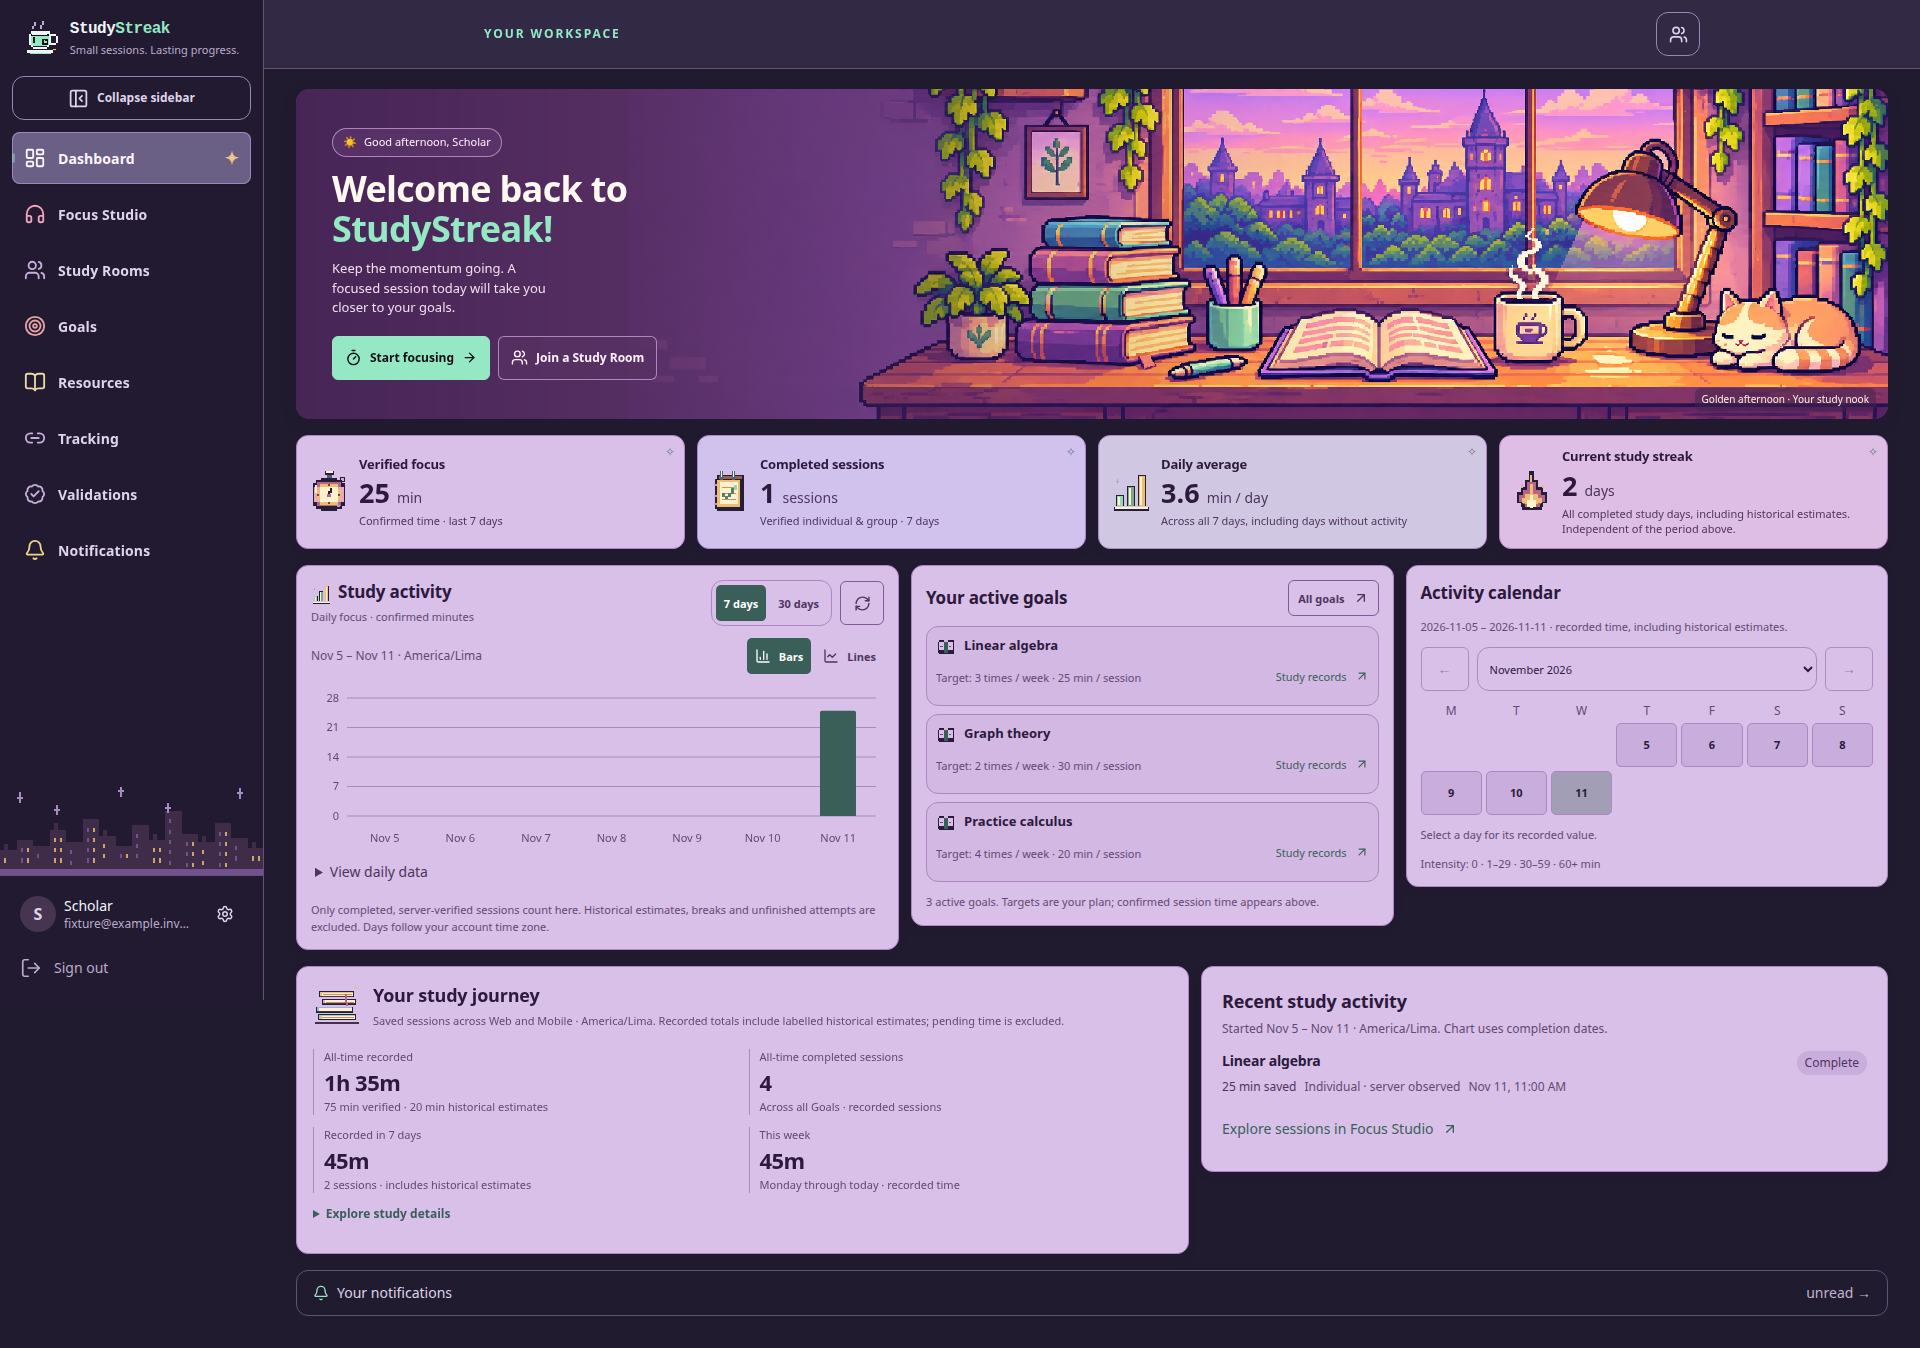 StudyStreak
Small sessions. Lasting progress.
Collapse sidebar
Dashboard
Focus Studio
Study Rooms
Goals
Resources
Tracking
Validations
Notifications
S
Scholar
fixture@example.inv...
Sign out
YOUR WORKSPACE
Good afternoon, Scholar
Welcome back to
StudyStreak!
Keep the momentum going. A
focused session today will take you
closer to your goals.
Start focusing →
Join a Study Room
Golden afternoon · Your study nook
Verified focus
25 min
Confirmed time · last 7 days
Completed sessions
1 sessions
Verified individual & group · 7 days
Daily average
3.6 min / day
Across all 7 days, including days without activity
Current study streak
2 days
All completed study days, including historical estimates.
Independent of the period above.
Study activity
Daily focus · confirmed minutes
7 days 30 days
Nov 5 – Nov 11 · America/Lima
Bars Lines
28
21
14
7
0
Nov 5 Nov 6 Nov 7 Nov 8 Nov 9 Nov 10 Nov 11
View daily data
Only completed, server-verified sessions count here. Historical estimates, breaks and unfinished attempts are
excluded. Days follow your account time zone.
Your active goals
All goals
Linear algebra
Target: 3 times / week · 25 min / session
Study records
Graph theory
Target: 2 times / week · 30 min / session
Study records
Practice calculus
Target: 4 times / week · 20 min / session
Study records
3 active goals. Targets are your plan; confirmed session time appears above.
Activity calendar
2026-11-05 – 2026-11-11 · recorded time, including historical estimates.
← November 2026 →
M T W T F S S
5 6 7 8
9 10 11
Select a day for its recorded value.
Intensity: 0 · 1–29 · 30–59 · 60+ min
Your study journey
Saved sessions across Web and Mobile · America/Lima. Recorded totals include labelled historical estimates; pending time is excluded.
All-time recorded
1h 35m
75 min verified · 20 min historical estimates
All-time completed sessions
4
Across all Goals · recorded sessions
Recorded in 7 days
45m
2 sessions · includes historical estimates
This week
45m
Monday through today · recorded time
Explore study details
Recent study activity
Started Nov 5 – Nov 11 · America/Lima. Chart uses completion dates.
Linear algebra
Complete
25 min saved Individual · server observed Nov 11, 11:00 AM
Explore sessions in Focus Studio
Your notifications
unread →